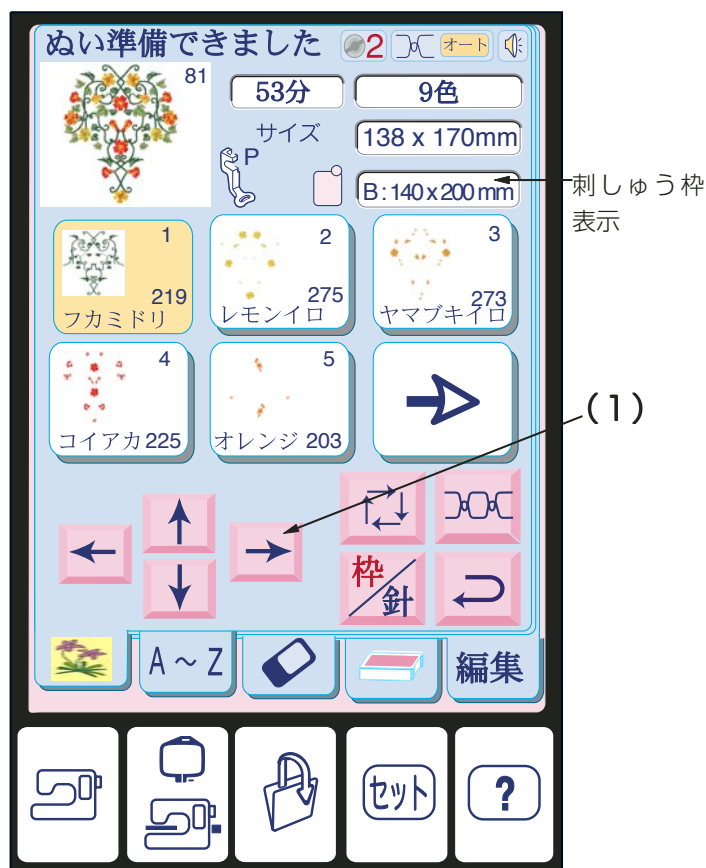 ぬい準備できました 2 オート
81
53分 9色
サイズ 138 x 170mm
P
B:140x200mm
刺しゅう枠
表示
1
219
フカミドリ
2
275
レモンイロ
3
273
ヤマブキイロ
4
コイアカ 225
5
オレンジ 203
(1)
枠/針
A～Z 編集
セット ?